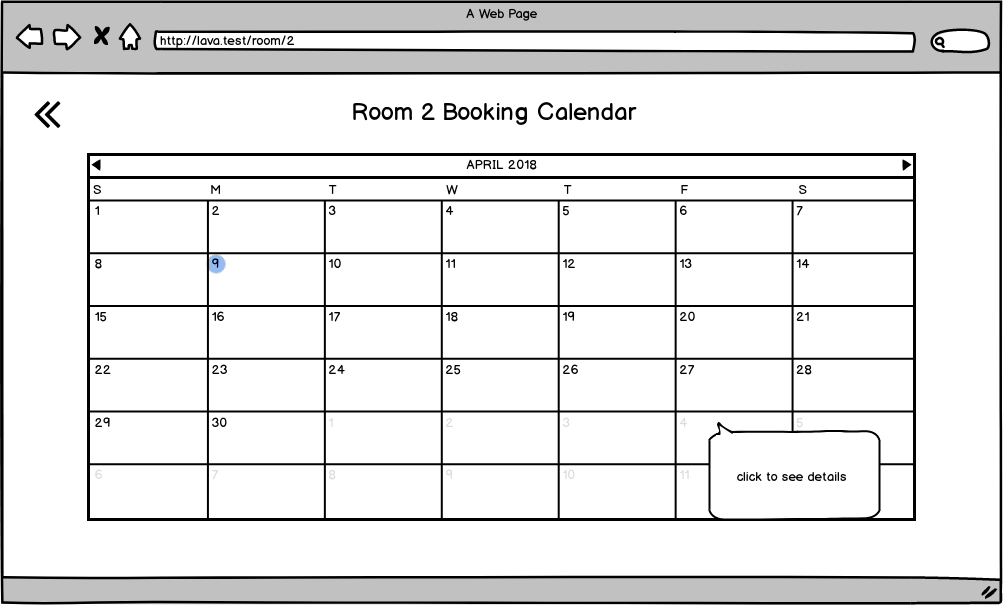 A Web Page
http://lava.test/room/2
Room 2 Booking Calendar
APRIL 2018
S M T W T F S
1 2 3 4 5 6 7
8 9 10 11 12 13 14
15 16 17 18 19 20 21
22 23 24 25 26 27 28
29 30 1 2 3 4 5
6 7 8 9 10 11
click to see details